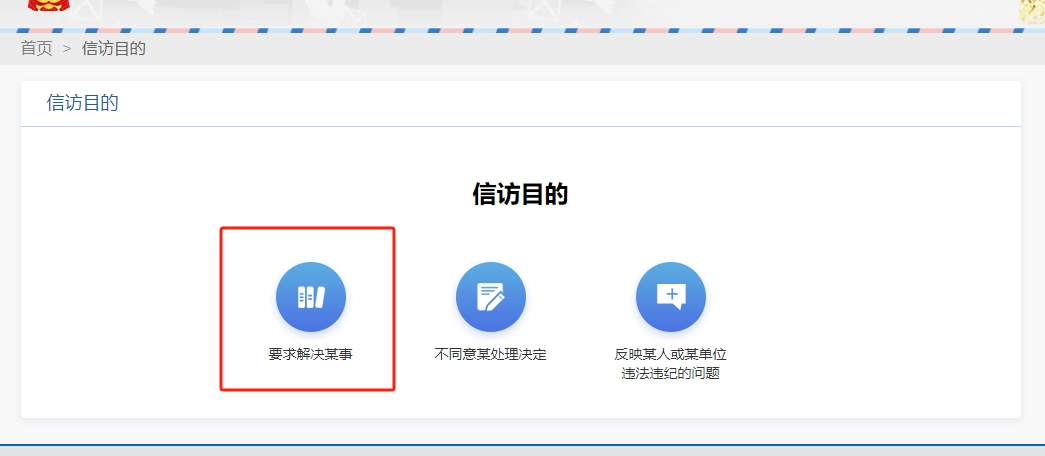 首页 > 信访目的
信访目的
信访目的
要求解决某事
不同意某处理决定
反映某人或某单位
违法违纪的问题